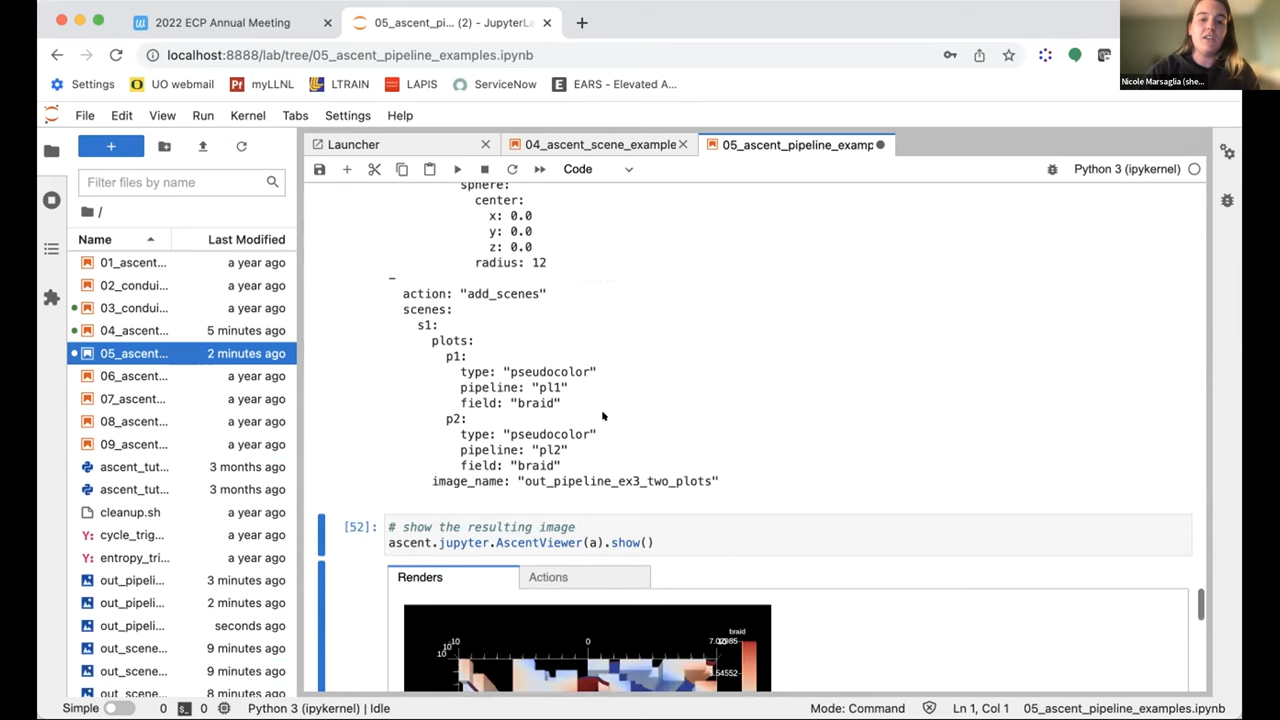 2022 ECP Annual Meeting
05_ascent_pi... (2) - JupyterLa
localhost:8888/lab/tree/05_ascent_pipeline_examples.ipynb
Settings
UO webmail
myLLNL
LTRAIN
LAPIS
ServiceNow
EARS - Elevated A...
Nicole Marsaglia (she...
File Edit View Run Kernel Tabs Settings Help
Launcher
04_ascent_scene_example
05_ascent_pipeline_examp
Code
Python 3 (ipykernel)
Filter files by name
/
Name Last Modified
01_ascent... a year ago
02_condui... a year ago
03_condui... a year ago
04_ascent... 5 minutes ago
05_ascent... 2 minutes ago
06_ascent... a year ago
07_ascent... a year ago
08_ascent... a year ago
09_ascent... a year ago
ascent_tut... 3 months ago
ascent_tut... 3 months ago
cleanup.sh a year ago
cycle_trig... a year ago
entropy_tri... a year ago
out_pipeli... 3 minutes ago
out_pipeli... 2 minutes ago
out_pipeli... seconds ago
out_scene... 9 minutes ago
out_scene... 9 minutes ago
out_scene... 8 minutes ago
sphere:
center:
x: 0.0
y: 0.0
z: 0.0
radius: 12
-
action: "add_scenes"
scenes:
s1:
plots:
p1:
type: "pseudocolor"
pipeline: "pl1"
field: "braid"
p2:
type: "pseudocolor"
pipeline: "pl2"
field: "braid"
image_name: "out_pipeline_ex3_two_plots"
[52]:
# show the resulting image
ascent.jupyter.AscentViewer(a).show()
Renders
Actions
braid
10
10
0
Simple 0 0 Python 3 (ipykernel) | Idle
Mode: Command Ln 1, Col 1 05_ascent_pipeline_examples.ipynb